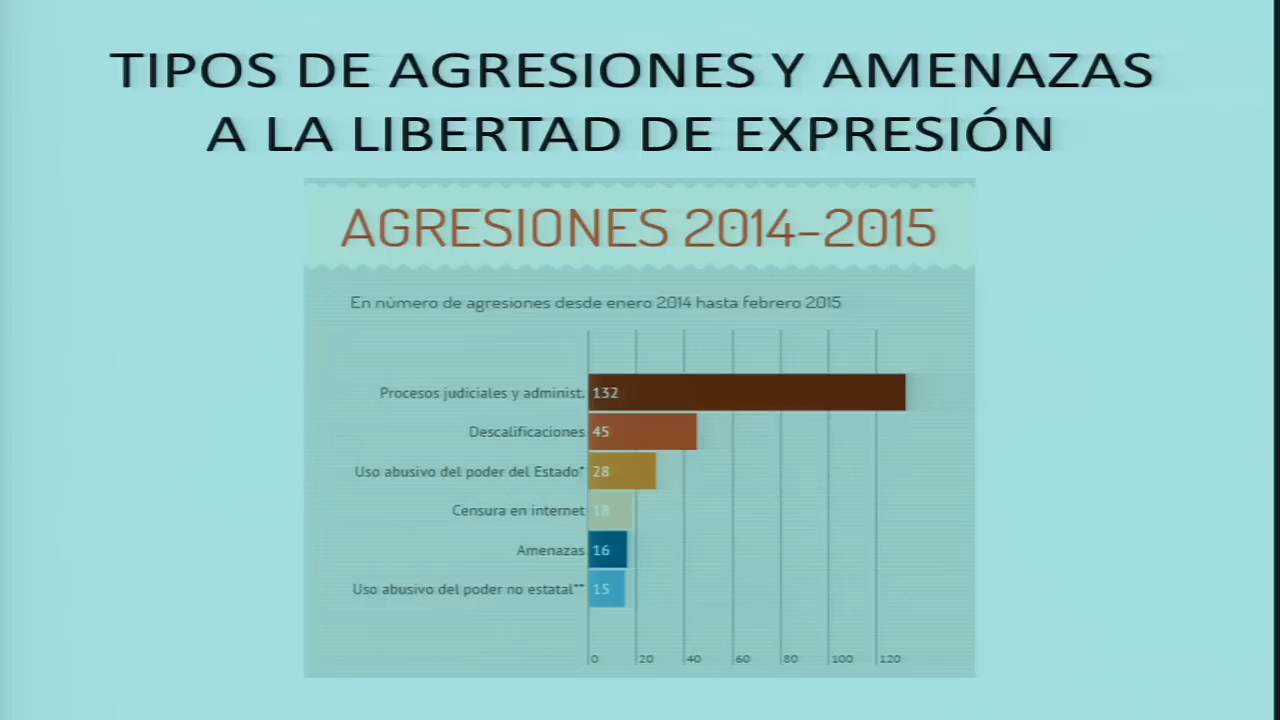 TIPOS DE AGRESIONES Y AMENAZAS
A LA LIBERTAD DE EXPRESIÓN
AGRESIONES 2014-2015
En número de agresiones desde enero 2014 hasta febrero 2015
Procesos judiciales y administ. 132
Descalificaciones 45
Uso abusivo del poder del Estado* 28
Censura en internet 18
Amenazas 16
Uso abusivo del poder no estatal** 15
0 20 40 60 80 100 120